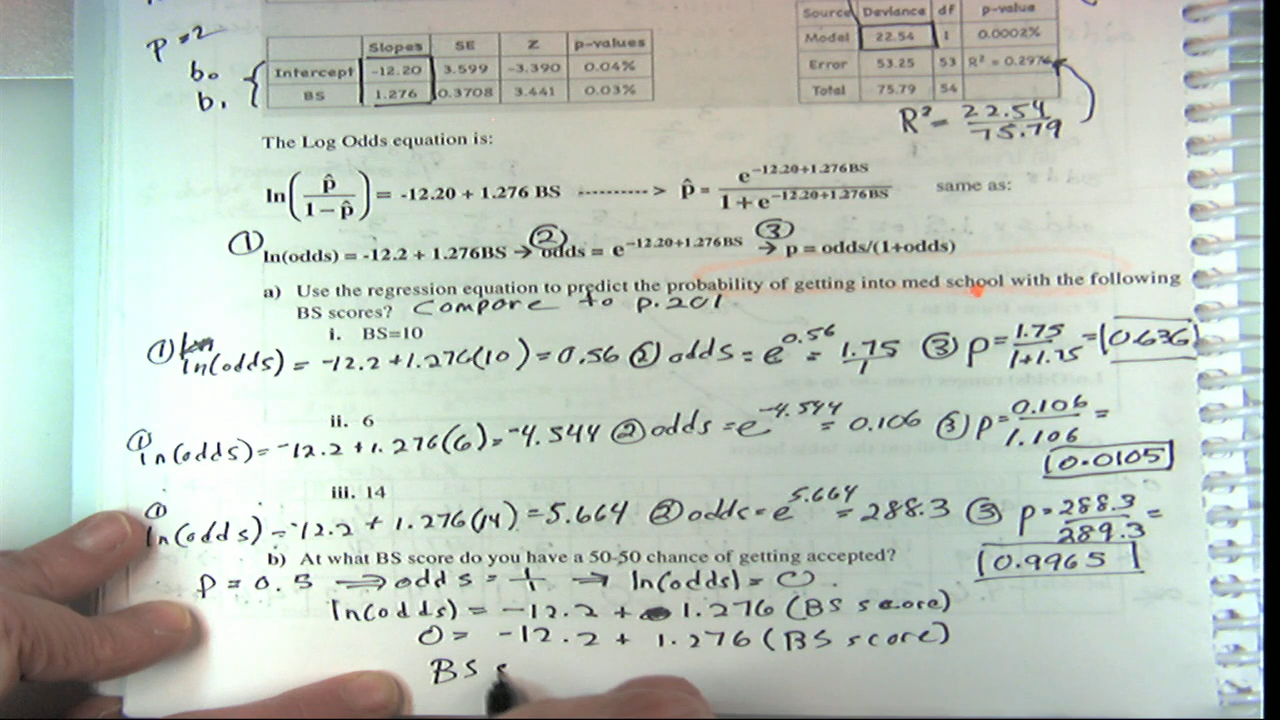 P = 2
Slopes SE Z p-values
b₀ Intercept -12.20 3.599 -3.390 0.04%
b₁ BS 1.276 0.3708 3.441 0.03%
Source Deviance df p-value
Model 22.54 1 0.0002%
Error 53.25 53 R² = 0.2976
Total 75.79 54
R² = 22.54 / 75.79
The Log Odds equation is:
ln(p̂ / 1 – p̂) = -12.20 + 1.276 BS ----------> p̂ = e^(-12.20+1.276BS) / 1 + e^(-12.20+1.276BS) same as:
① ln(odds) = -12.2 + 1.276BS → ② odds = e^(-12.20+1.276BS) ③ → p = odds/(1+odds)
a) Use the regression equation to predict the probability of getting into med school with the following
BS scores? Compare to p.201
i. BS=10
① ln(odds) = -12.2 + 1.276(10) = 0.56 ② odds = e^0.56 = 1.75/1 ③ p = 1.75/1+1.75 = 0.636
ii. 6
① ln(odds) = -12.2 + 1.276(6) = -4.544 ② odds = e^-4.544 = 0.106 ③ p = 0.106/1.106 =
0.0105
iii. 14
① ln(odds) = -12.2 + 1.276(14) = 5.664 ② odds = e^5.664 = 288.3 ③ p = 288.3/289.3 =
0.9965
b) At what BS score do you have a 50-50 chance of getting accepted?
P = 0.5 → odds = 1 → ln(odds) = 0.
ln(odds) = -12.2 + 1.276 (BS score)
0 = -12.2 + 1.276 (BS score)
BS s